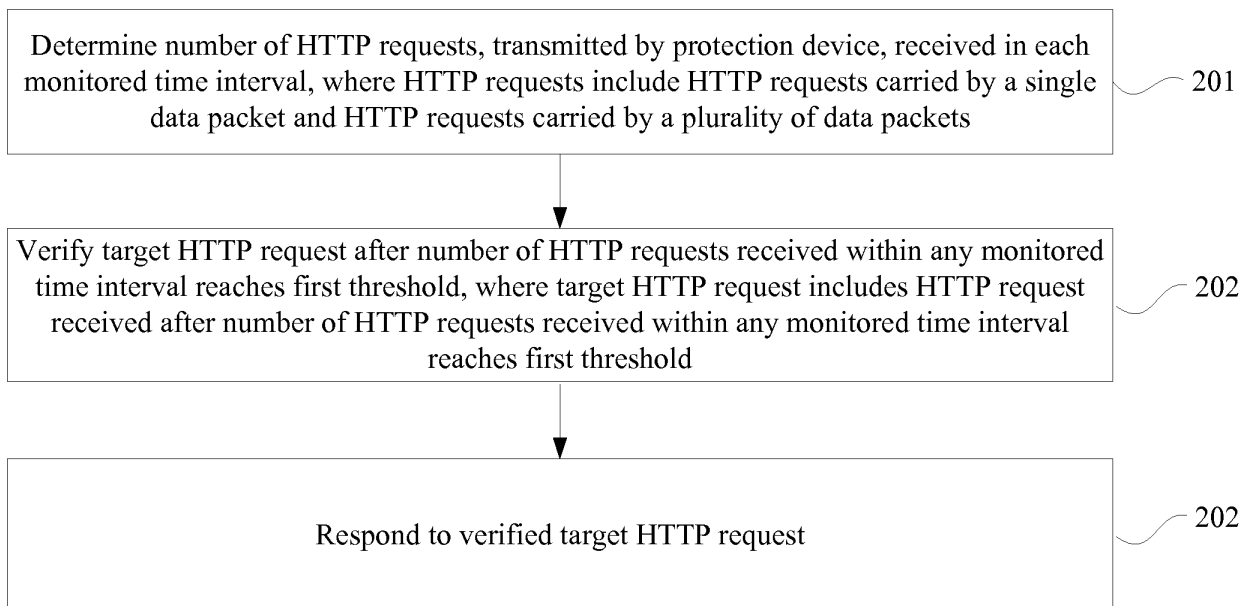 Determine number of HTTP requests, transmitted by protection device, received in each
monitored time interval, where HTTP requests include HTTP requests carried by a single
data packet and HTTP requests carried by a plurality of data packets
201
Verify target HTTP request after number of HTTP requests received within any monitored
time interval reaches first threshold, where target HTTP request includes HTTP request
received after number of HTTP requests received within any monitored time interval
reaches first threshold
202
Respond to verified target HTTP request
202